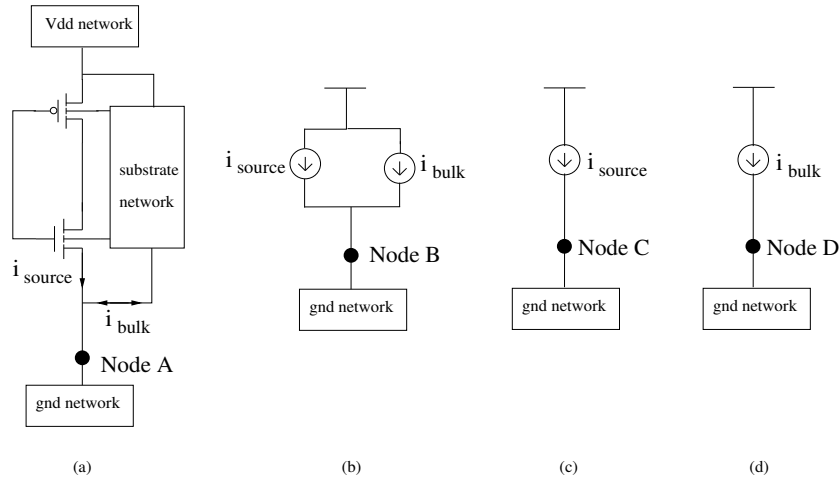 Vdd network
substrate
network
i source
i bulk
Node A
gnd network
(a)
i source
i bulk
Node B
gnd network
(b)
i source
Node C
gnd network
(c)
i bulk
Node D
gnd network
(d)